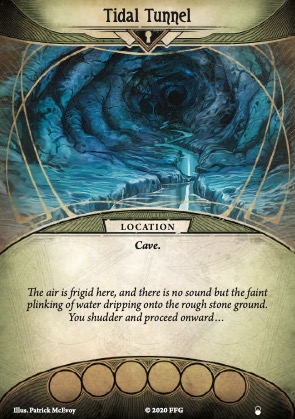 Tidal Tunnel
LOCATION
Cave.
The air is frigid here, and there is no sound but the faint
plinking of water dripping onto the rough stone ground.
You shudder and proceed onward…
Illus. Patrick McEvoy
© 2020 FFG